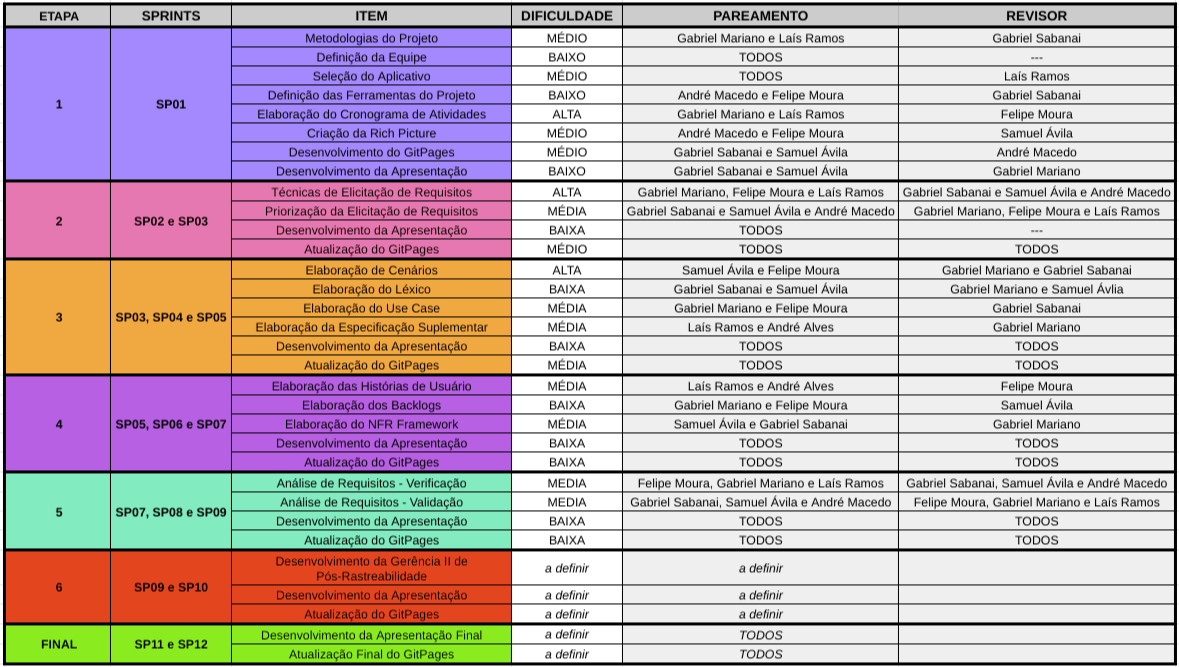 ETAPA SPRINTS ITEM DIFICULDADE PAREAMENTO REVISOR
1 SP01
Metodologias do Projeto MÉDIO Gabriel Mariano e Laís Ramos Gabriel Sabanai
Definição da Equipe BAIXO TODOS ---
Seleção do Aplicativo MÉDIO TODOS Laís Ramos
Definição das Ferramentas do Projeto BAIXO André Macedo e Felipe Moura Gabriel Sabanai
Elaboração do Cronograma de Atividades ALTA Gabriel Mariano e Laís Ramos Felipe Moura
Criação da Rich Picture MÉDIO André Macedo e Felipe Moura Samuel Ávila
Desenvolvimento do GitPages MÉDIO Gabriel Sabanai e Samuel Ávila André Macedo
Desenvolvimento da Apresentação BAIXO Gabriel Sabanai e Samuel Ávila Gabriel Mariano
2 SP02 e SP03
Técnicas de Elicitação de Requisitos ALTA Gabriel Mariano, Felipe Moura e Laís Ramos Gabriel Sabanai e Samuel Ávila e André Macedo
Priorização da Elicitação de Requisitos MÉDIA Gabriel Sabanai e Samuel Ávila e André Macedo Gabriel Mariano, Felipe Moura e Laís Ramos
Desenvolvimento da Apresentação BAIXA TODOS ---
Atualização do GitPages MÉDIO TODOS TODOS
3 SP03, SP04 e SP05
Elaboração de Cenários ALTA Samuel Ávila e Felipe Moura Gabriel Mariano e Gabriel Sabanai
Elaboração do Léxico BAIXA Gabriel Sabanai e Samuel Ávila Gabriel Mariano e Samuel Ávlia
Elaboração do Use Case MÉDIA Gabriel Mariano e Felipe Moura Gabriel Sabanai
Elaboração da Especificação Suplementar MÉDIA Laís Ramos e André Alves Gabriel Mariano
Desenvolvimento da Apresentação BAIXA TODOS TODOS
Atualização do GitPages MÉDIA TODOS TODOS
4 SP05, SP06 e SP07
Elaboração das Histórias de Usuário MÉDIA Laís Ramos e André Alves Felipe Moura
Elaboração dos Backlogs BAIXA Gabriel Mariano e Felipe Moura Samuel Ávila
Elaboração do NFR Framework MÉDIA Samuel Ávila e Gabriel Sabanai Gabriel Mariano
Desenvolvimento da Apresentação BAIXA TODOS TODOS
Atualização do GitPages BAIXA TODOS TODOS
5 SP07, SP08 e SP09
Análise de Requisitos - Verificação MEDIA Felipe Moura, Gabriel Mariano e Laís Ramos Gabriel Sabanai, Samuel Ávila e André Macedo
Análise de Requisitos - Validação MEDIA Gabriel Sabanai, Samuel Ávila e André Macedo Felipe Moura, Gabriel Mariano e Laís Ramos
Desenvolvimento da Apresentação BAIXA TODOS TODOS
Atualização do GitPages BAIXA TODOS TODOS
6 SP09 e SP10
Desenvolvimento da Gerência II de
Pós-Rastreabilidade a definir a definir
Desenvolvimento da Apresentação a definir a definir
Atualização do GitPages a definir a definir
FINAL SP11 e SP12
Desenvolvimento da Apresentação Final a definir TODOS
Atualização Final do GitPages a definir TODOS